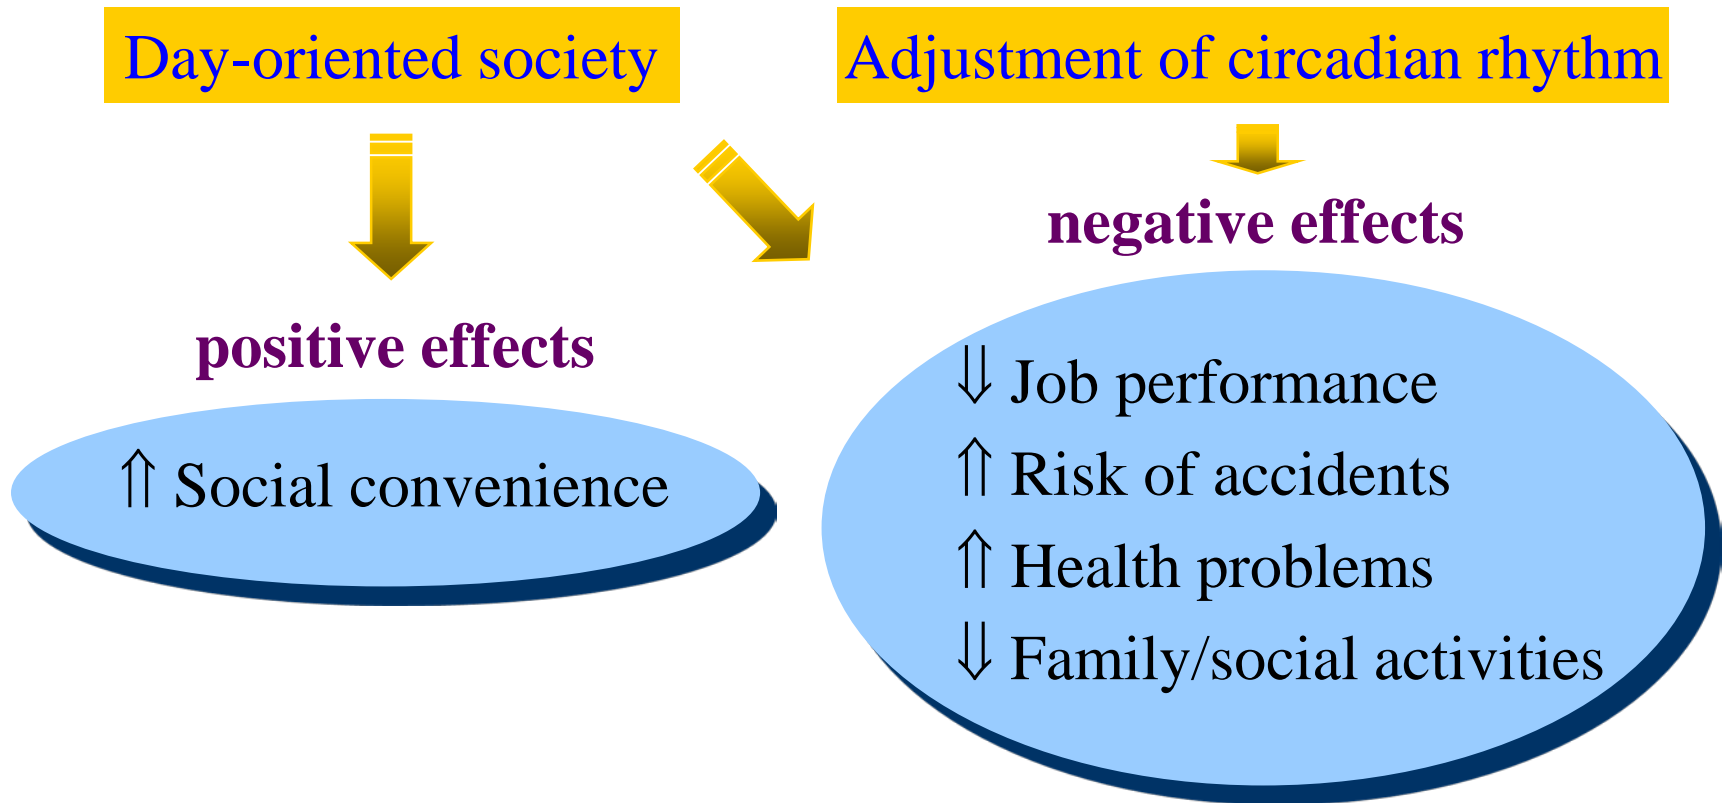 Day-oriented society
Adjustment of circadian rhythm
positive effects
⇑ Social convenience
negative effects
⇓ Job performance
⇑ Risk of accidents
⇑ Health problems
⇓ Family/social activities